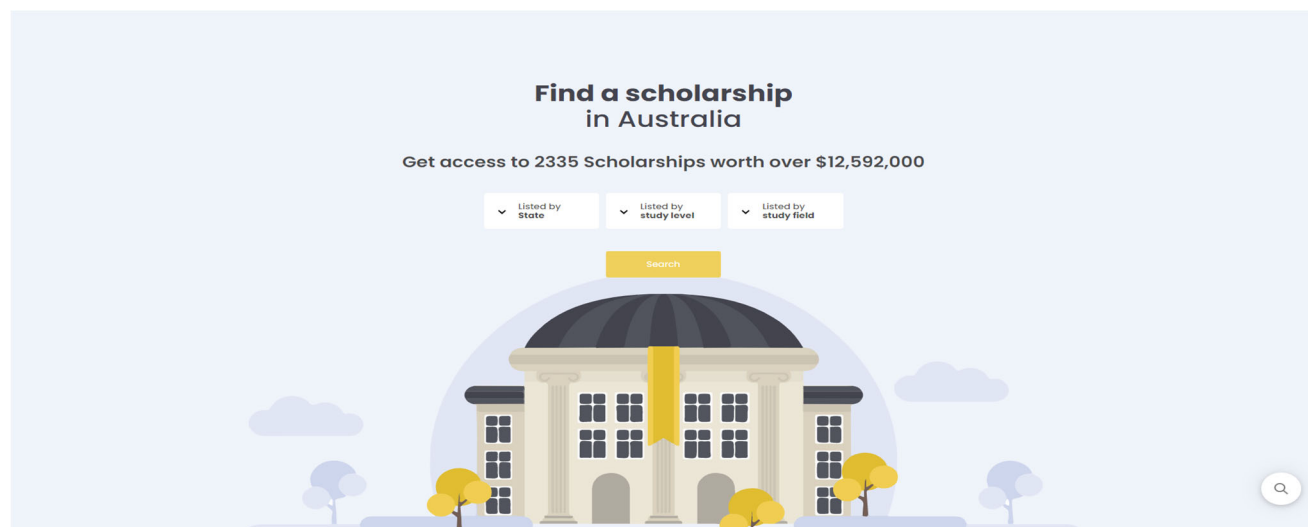 Find a scholarship
in Australia
Get access to 2335 Scholarships worth over $12,592,000
Listed by
State
Listed by
study level
Listed by
study field
Search